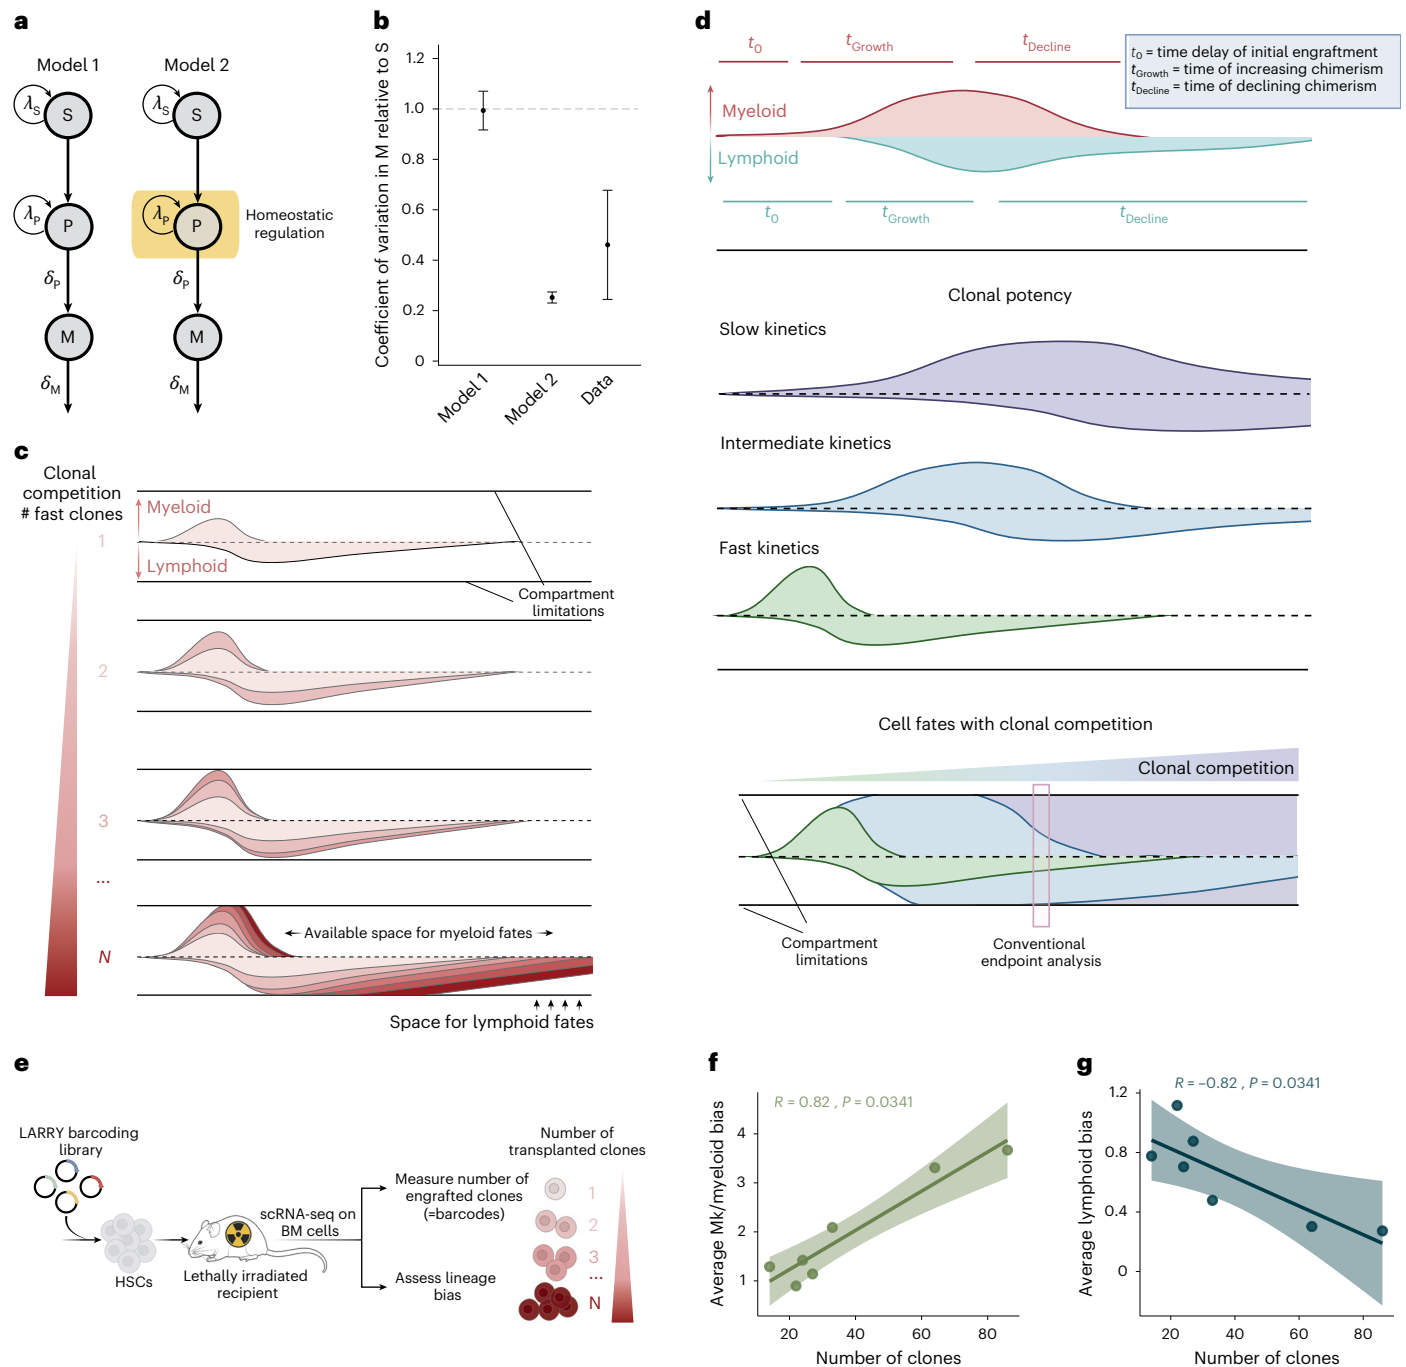 a
Model 1
Model 2
λS
S
λS
S
λP
P
λP
P
Homeostatic
regulation
δP
δP
M
M
δM
δM
b
Coefficient of variation in M relative to S
1.2
1.0
0.8
0.6
0.4
0.2
0
Model 1
Model 2
Data
c
Clonal
competition
# fast clones
Myeloid
1
Lymphoid
Compartment
limitations
2
3
...
N
Available space for myeloid fates
Space for lymphoid fates
d
t0
tGrowth
tDecline
t0 = time delay of initial engraftment
tGrowth = time of increasing chimerism
tDecline = time of declining chimerism
Myeloid
Lymphoid
t0
tGrowth
tDecline
Clonal potency
Slow kinetics
Intermediate kinetics
Fast kinetics
Cell fates with clonal competition
Clonal competition
Compartment
limitations
Conventional
endpoint analysis
e
LARRY barcoding
library
HSCs
Lethally irradiated
recipient
scRNA-seq on
BM cells
Measure number of
engrafted clones
(=barcodes)
Assess lineage
bias
Number of
transplanted clones
1
2
3
...
N
f
R = 0.82 , P = 0.0341
Average Mk/myeloid bias
4
3
2
1
20
40
60
80
Number of clones
g
R = −0.82 , P = 0.0341
Average lymphoid bias
1.2
0.8
0.4
0
20
40
60
80
Number of clones